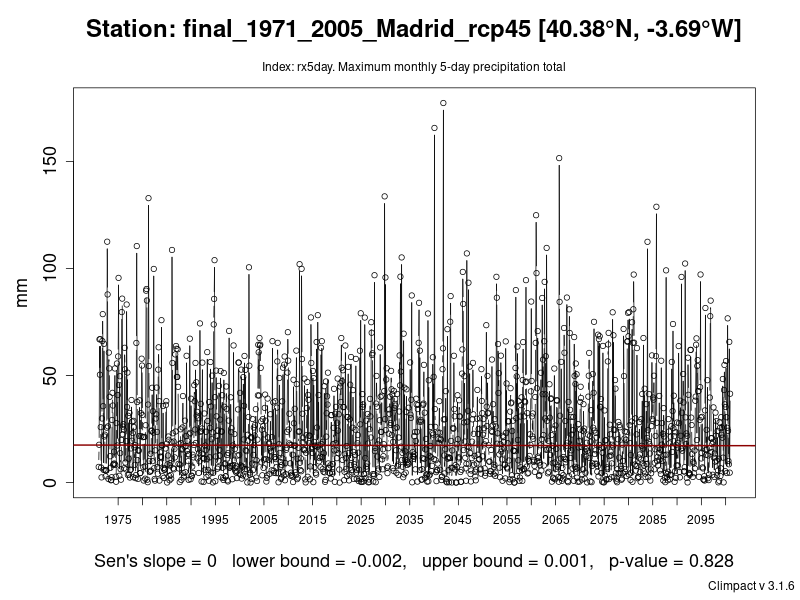 Station: final_1971_2005_Madrid_rcp45 [40.38°N, -3.69°W]
Index: rx5day. Maximum monthly 5-day precipitation total
150
100
50
0
mm
1975 1985 1995 2005 2015 2025 2035 2045 2055 2065 2075 2085 2095
Sen's slope = 0 lower bound = -0.002, upper bound = 0.001, p-value = 0.828
Climpact v 3.1.6